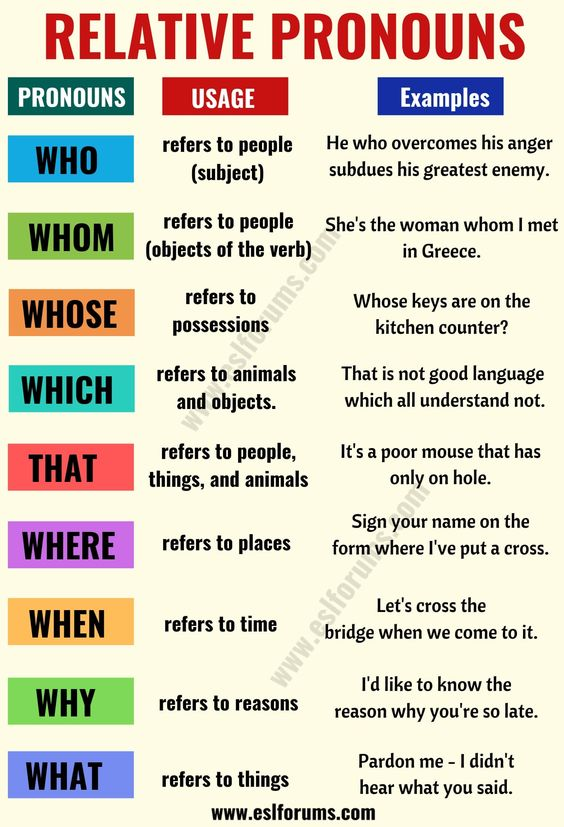 RELATIVE PRONOUNS
PRONOUNS
USAGE
Examples
WHO
refers to people
(subject)
He who overcomes his anger
subdues his greatest enemy.
WHOM
refers to people
(objects of the verb)
She's the woman whom I met
in Greece.
WHOSE
refers to
possessions
Whose keys are on the
kitchen counter?
WHICH
refers to animals
and objects.
That is not good language
which all understand not.
THAT
refers to people,
things, and animals
It's a poor mouse that has
only on hole.
WHERE
refers to places
Sign your name on the
form where I've put a cross.
WHEN
refers to time
Let's cross the
bridge when we come to it.
WHY
refers to reasons
I'd like to know the
reason why you're so late.
WHAT
refers to things
Pardon me - I didn't
hear what you said.
www.eslforums.com
www.eslforums.com
www.eslforums.com